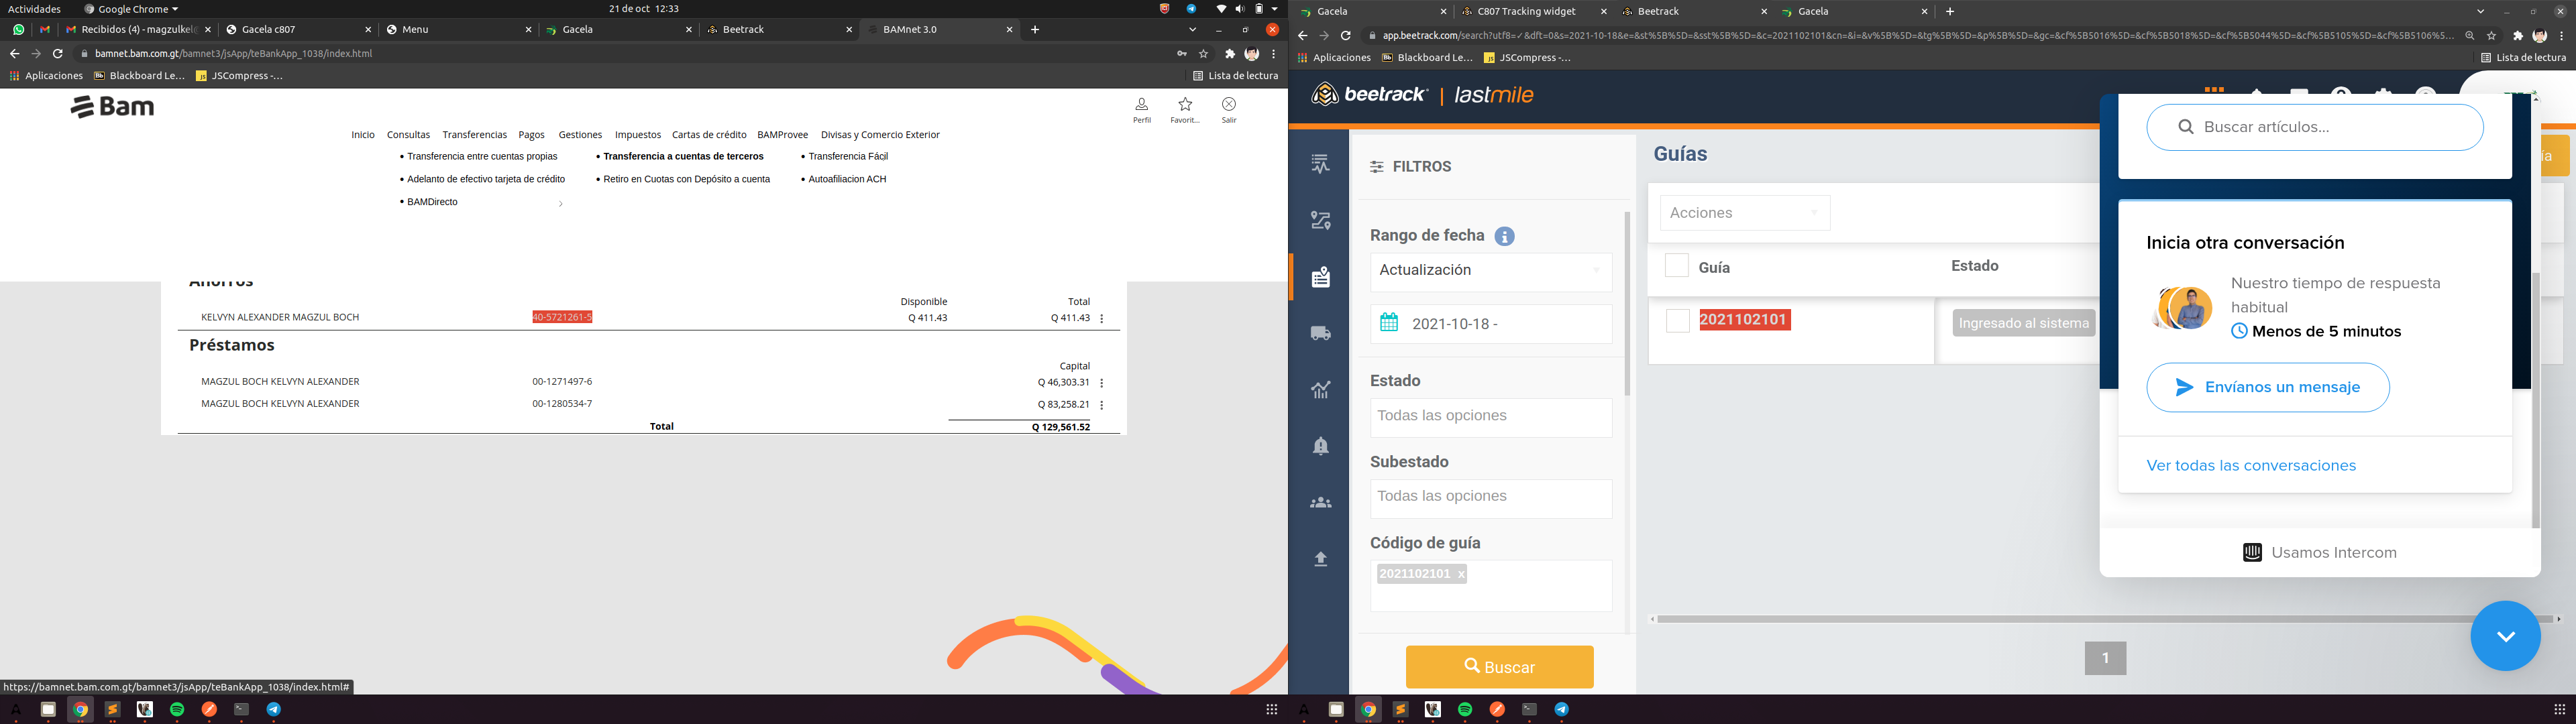 Actividades
Google Chrome
21 de oct 12:33
Recibidos (4) - magzulkel
Gacela c807
Menu
Gacela
Beetrack
BAMnet 3.0
bamnet.bam.com.gt/bamnet3/jsApp/teBankApp_1038/index.html
Aplicaciones
Blackboard Le…
JSCompress -…
Lista de lectura
Bam
Perfil
Favorit...
Salir
Inicio
Consultas
Transferencias
Pagos
Gestiones
Impuestos
Cartas de crédito
BAMProvee
Divisas y Comercio Exterior
Transferencia entre cuentas propias
Transferencia a cuentas de terceros
Transferencia Fácil
Adelanto de efectivo tarjeta de crédito
Retiro en Cuotas con Depósito a cuenta
Autoafiliacion ACH
BAMDirecto
Ahorros
Disponible
Total
KELVYN ALEXANDER MAGZUL BOCH
40-5721261-5
Q 411.43
Q 411.43
Préstamos
Capital
MAGZUL BOCH KELVYN ALEXANDER
00-1271497-6
Q 46,303.31
MAGZUL BOCH KELVYN ALEXANDER
00-1280534-7
Q 83,258.21
Total
Q 129,561.52
https://bamnet.bam.com.gt/bamnet3/jsApp/teBankApp_1038/index.html#
Gacela
C807 Tracking widget
Beetrack
Gacela
app.beetrack.com/search?utf8=✓&dft=0&s=2021-10-18&e=&st%5B%5D=&sst%5B%5D=&c=2021102101&cn=&i=&v%5B%5D=&tg%5B%5D=&p%5B%5D=&gc=&cf%5B5016%5D=&cf%5B5018%5D=&cf%5B5044%5D=&cf%5B5105%5D=&cf%5B5106%5…
Aplicaciones
Blackboard Le…
JSCompress -…
Lista de lectura
beetrack | lastmile
FILTROS
Rango de fecha
Actualización
2021-10-18 -
Estado
Todas las opciones
Subestado
Todas las opciones
Código de guía
2021102101 x
Buscar
Guías
ía
Acciones
Guía
Estado
2021102101
Ingresado al sistema
1
Buscar artículos...
Inicia otra conversación
Nuestro tiempo de respuesta
habitual
Menos de 5 minutos
Envíanos un mensaje
Ver todas las conversaciones
Usamos Intercom